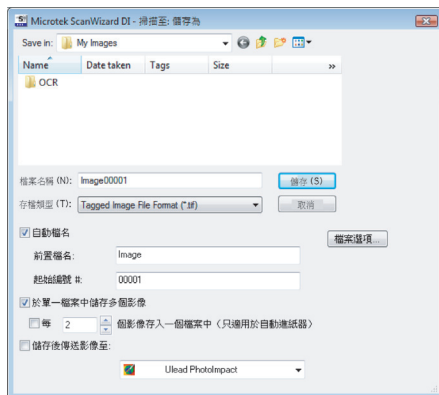 Microtek ScanWizard DI - 掃描至: 儲存為
Save in: My Images
Name Date taken Tags Size »
OCR
檔案名稱 (N): Image00001 儲存 (S)
存檔類型 (T): Tagged Image File Format (*.tif) 取消
自動檔名 檔案選項...
前置檔名: Image
起始編號 #: 00001
於單一檔案中儲存多個影像
每 2 個影像存入一個檔案中（只適用於自動進紙器）
儲存後傳送影像至:
Ulead PhotoImpact